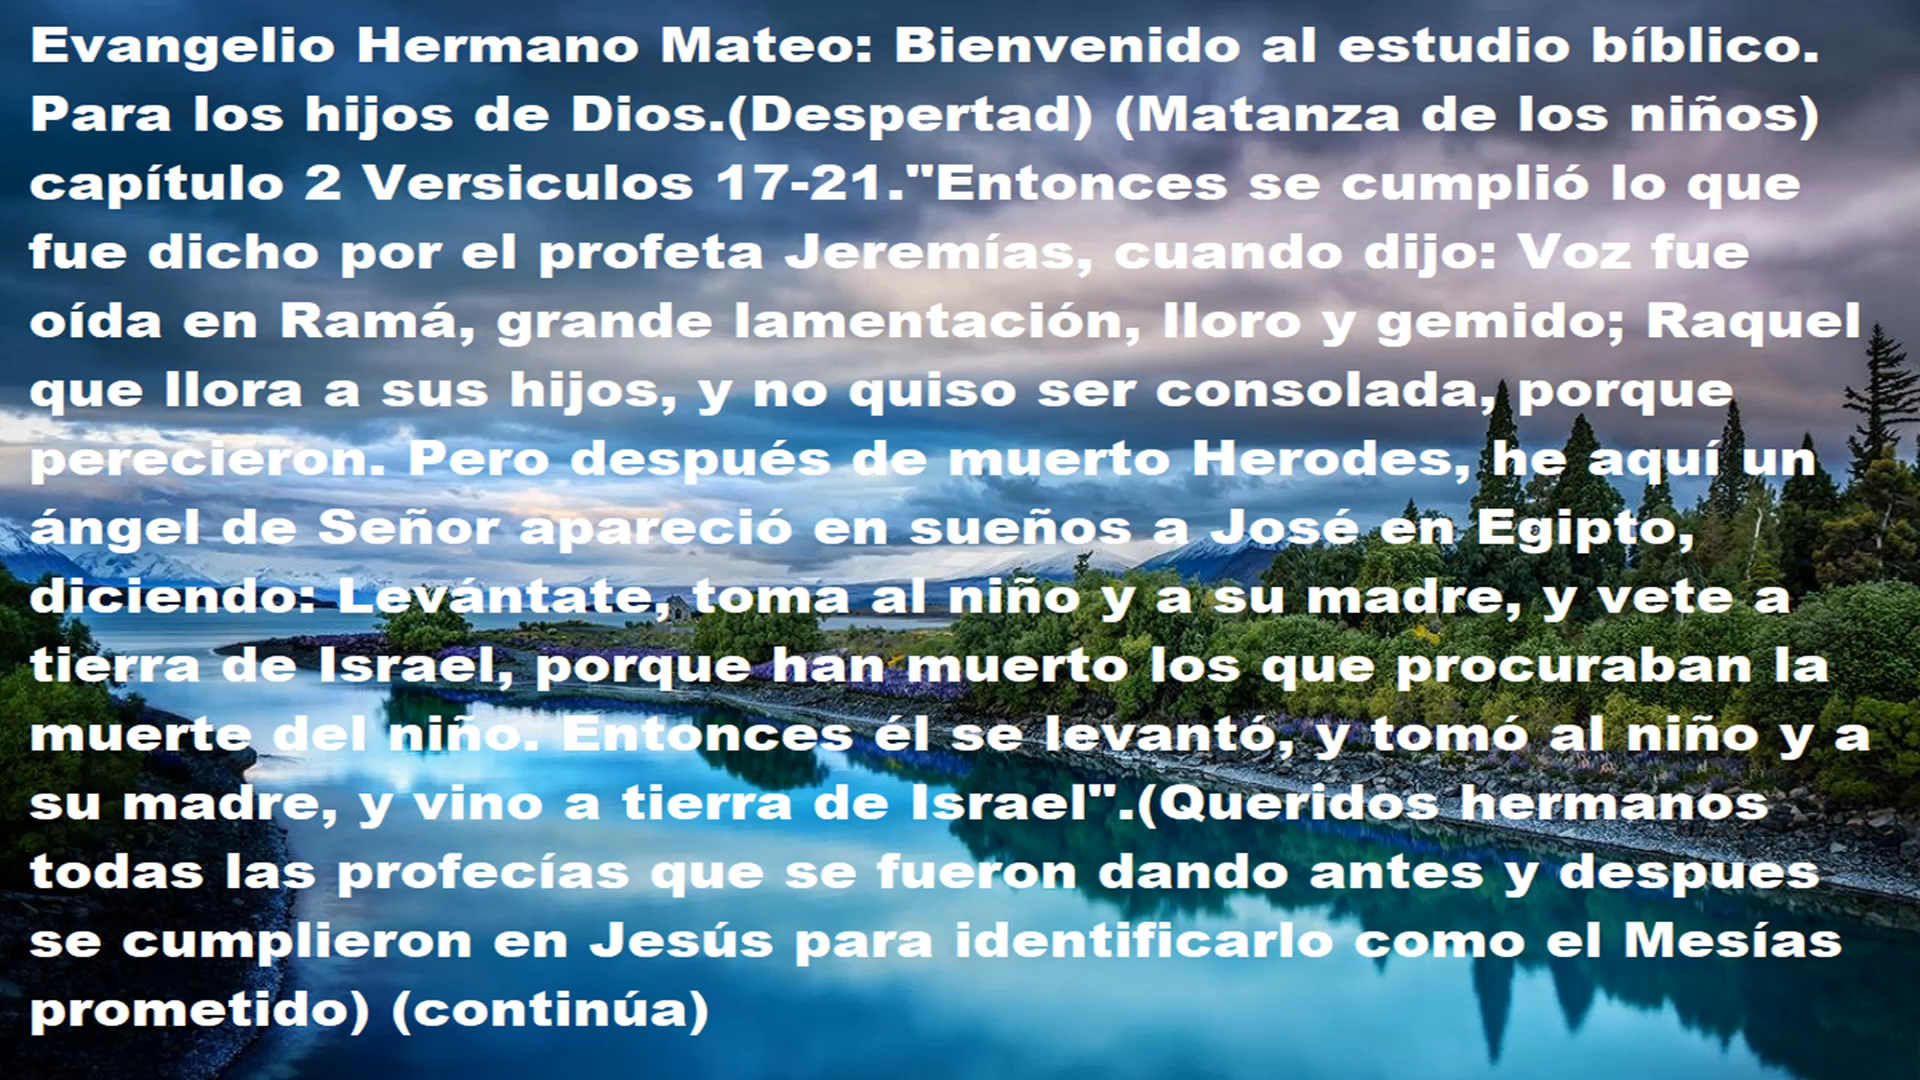 Evangelio Hermano Mateo: Bienvenido al estudio bíblico.
Para los hijos de Dios.(Despertad) (Matanza de los niños)
capítulo 2 Versiculos 17-21."Entonces se cumplió lo que
fue dicho por el profeta Jeremías, cuando dijo: Voz fue
oída en Ramá, grande lamentación, lloro y gemido; Raquel
que llora a sus hijos, y no quiso ser consolada, porque
perecieron. Pero después de muerto Herodes, he aquí un
ángel de Señor apareció en sueños a José en Egipto,
diciendo: Levántate, toma al niño y a su madre, y vete a
tierra de Israel, porque han muerto los que procuraban la
muerte del niño. Entonces él se levantó, y tomó al niño y a
su madre, y vino a tierra de Israel".(Queridos hermanos
todas las profecías que se fueron dando antes y despues
se cumplieron en Jesús para identificarlo como el Mesías
prometido) (continúa)